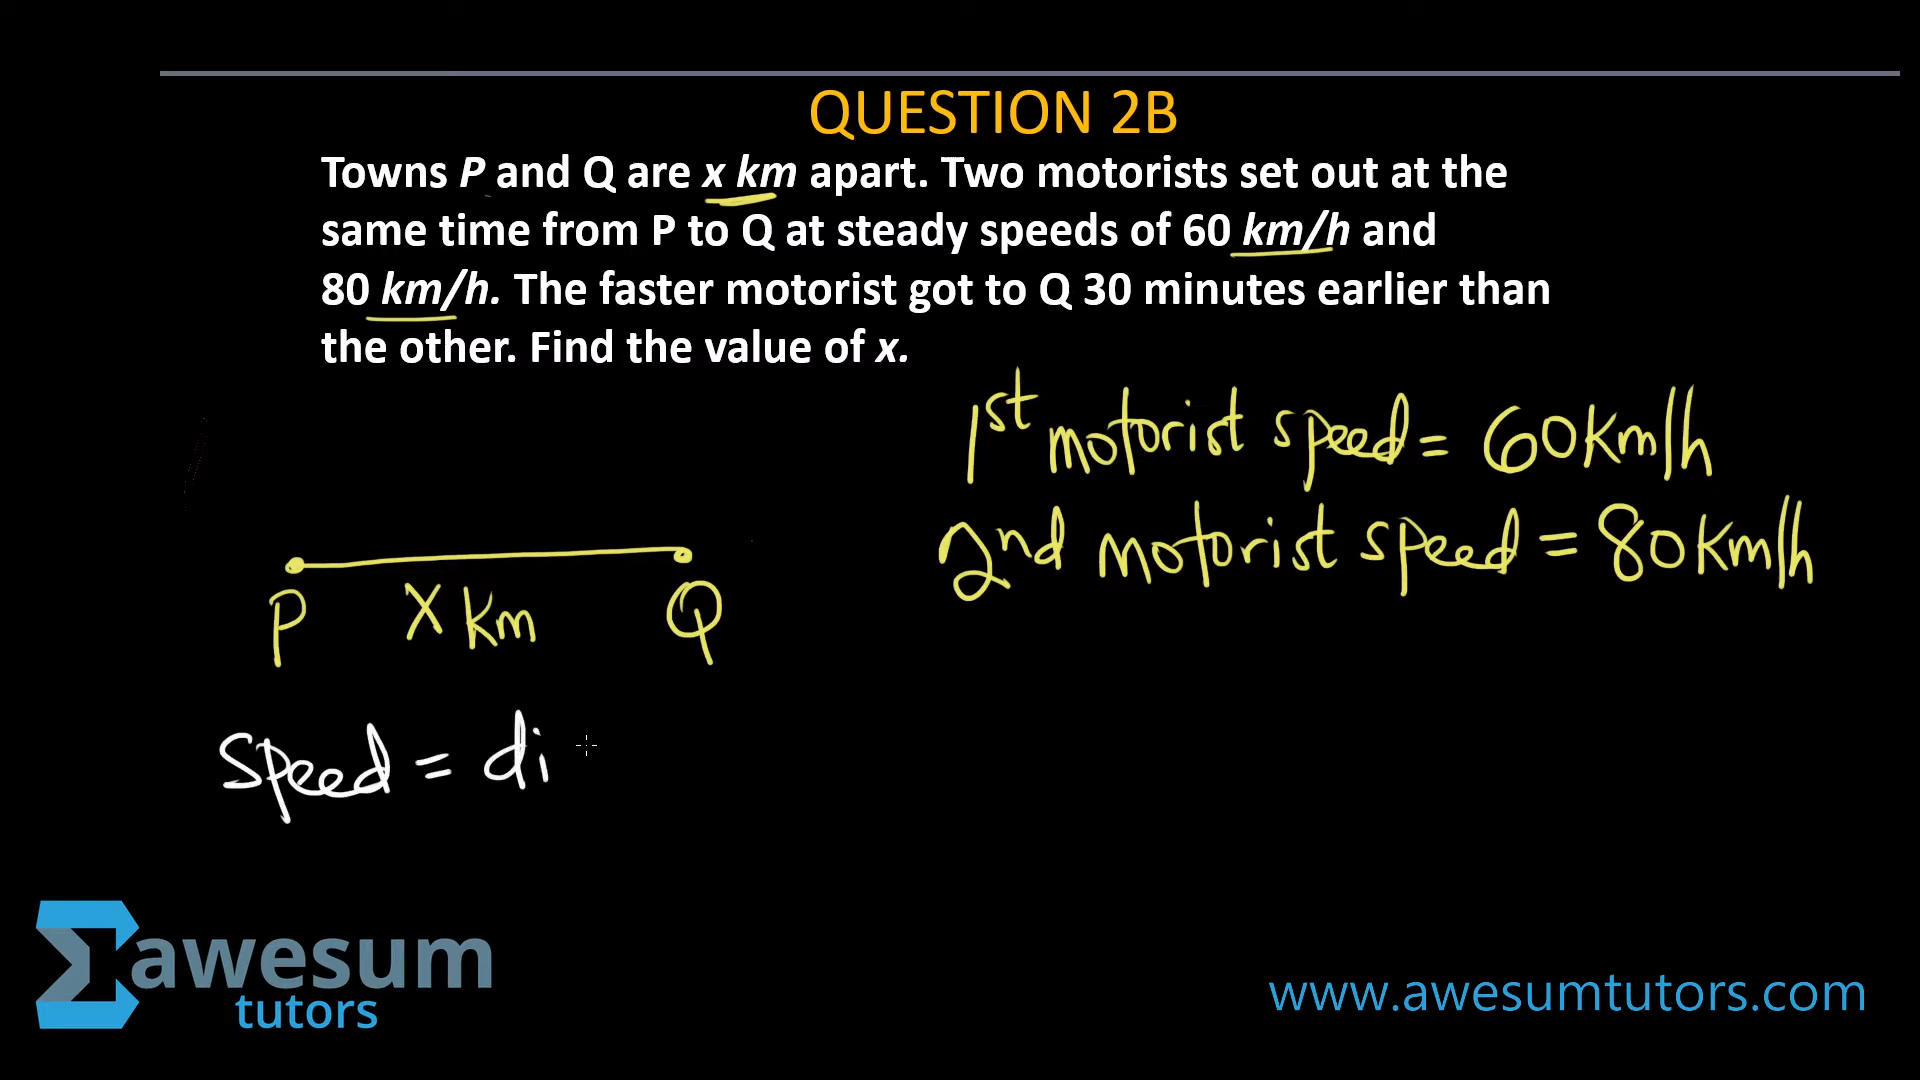 QUESTION 2B
Towns P and Q are x km apart. Two motorists set out at the
same time from P to Q at steady speeds of 60 km/h and
80 km/h. The faster motorist got to Q 30 minutes earlier than
the other. Find the value of x.
1st motorist speed = 60Km/h
2nd motorist speed = 80Km/h
P X Km Q
Speed = di
awesum
tutors
www.awesumtutors.com